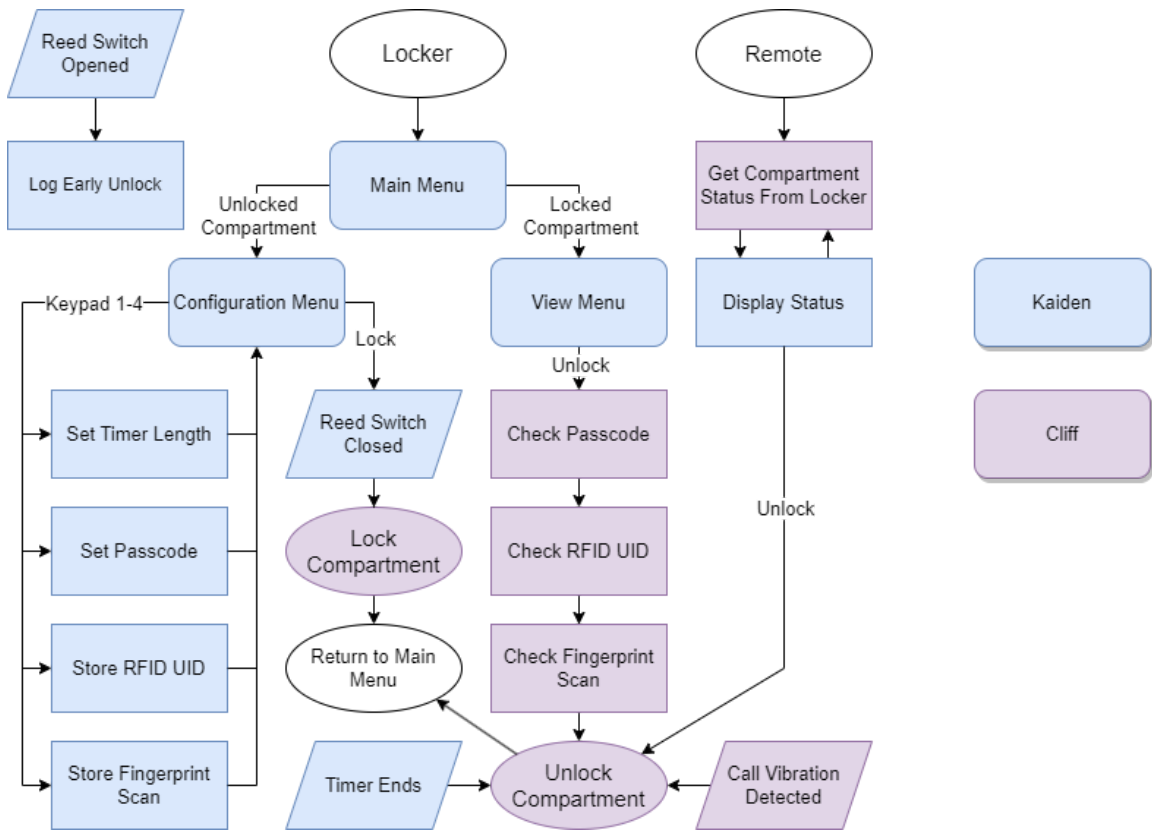 Reed Switch
Opened
Locker
Remote
Log Early Unlock
Main Menu
Get Compartment
Status From Locker
Unlocked
Compartment
Locked
Compartment
Keypad 1-4
Configuration Menu
View Menu
Display Status
Kaiden
Lock
Unlock
Set Timer Length
Reed Switch
Closed
Check Passcode
Cliff
Unlock
Set Passcode
Lock
Compartment
Check RFID UID
Store RFID UID
Return to Main
Menu
Check Fingerprint
Scan
Store Fingerprint
Scan
Timer Ends
Unlock
Compartment
Call Vibration
Detected